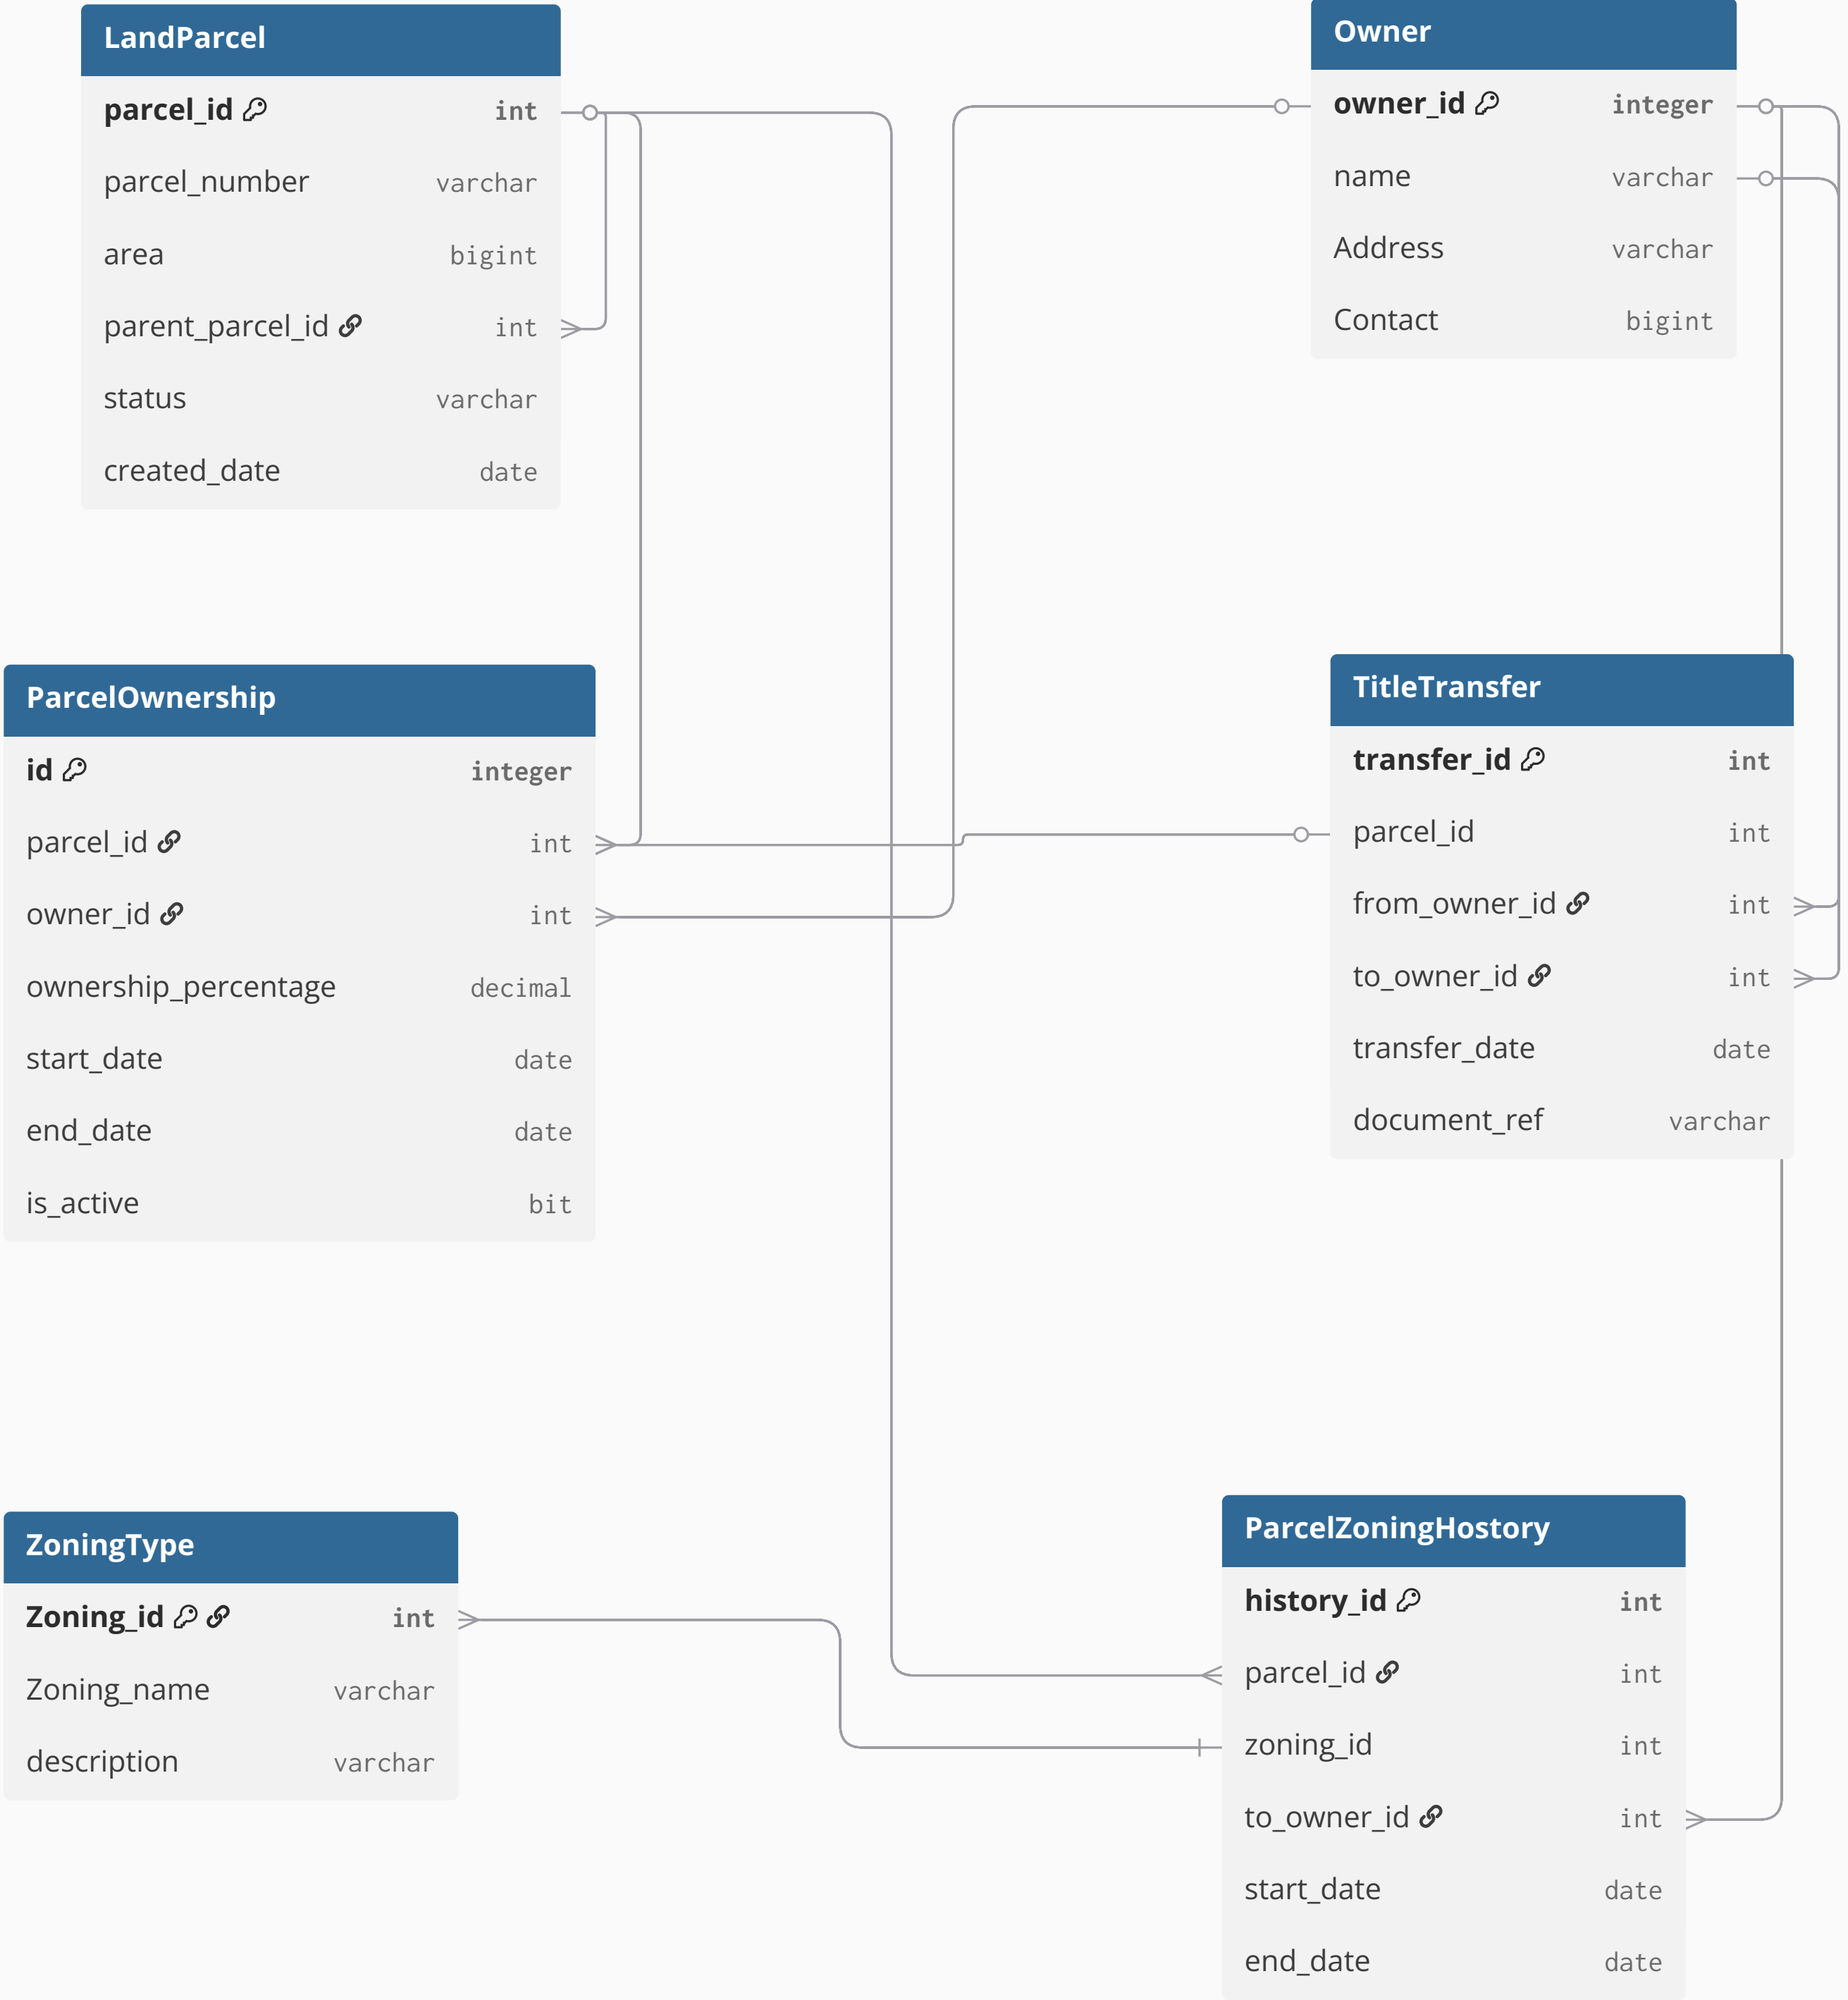 LandParcel
parcel_id int
parcel_number varchar
area bigint
parent_parcel_id int
status varchar
created_date date
Owner
owner_id integer
name varchar
Address varchar
Contact bigint
ParcelOwnership
id integer
parcel_id int
owner_id int
ownership_percentage decimal
start_date date
end_date date
is_active bit
TitleTransfer
transfer_id int
parcel_id int
from_owner_id int
to_owner_id int
transfer_date date
document_ref varchar
ZoningType
Zoning_id int
Zoning_name varchar
description varchar
ParcelZoningHostory
history_id int
parcel_id int
zoning_id int
to_owner_id int
start_date date
end_date date